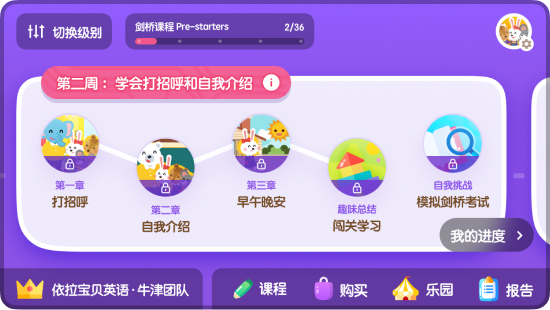 切换级别
剑桥课程 Pre-starters
2/36
第二周：学会打招呼和自我介绍
第一章
打招呼
第二章
自我介绍
第三章
早午晚安
趣味总结
闯关学习
自我挑战
模拟剑桥考试
我的进度
依拉宝贝英语·牛津团队
课程
购买
乐园
报告